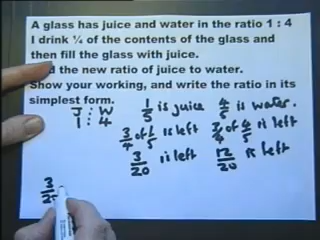 A glass has juice and water in the ratio 1 : 4
I drink ¼ of the contents of the glass and
then fill the glass with juice.
the new ratio of juice to water.
Show your working, and write the ratio in its
simplest form.
J : W 1/5 is juice 4/5 is water.
1 : 4 3/4 of 1/5 is left 3/4 of 4/5 is left
3/20 is left 12/20 is left
3/2